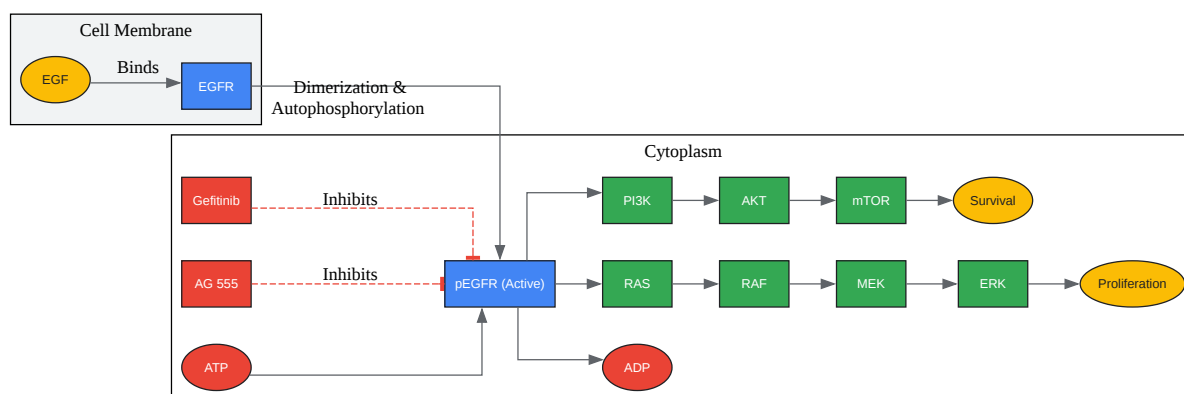 Cell Membrane
EGF
Binds
EGFR
Dimerization &
Autophosphorylation
Cytoplasm
Gefitinib
Inhibits
PI3K
AKT
mTOR
Survival
AG 555
Inhibits
pEGFR (Active)
RAS
RAF
MEK
ERK
Proliferation
ATP
ADP